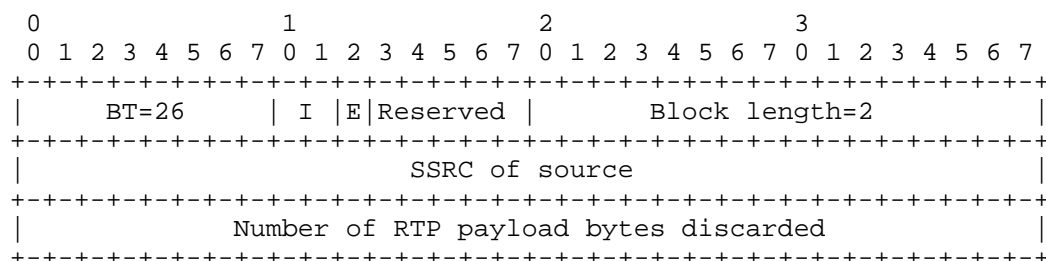 0                   1                   2                   3
 0 1 2 3 4 5 6 7 0 1 2 3 4 5 6 7 0 1 2 3 4 5 6 7 0 1 2 3 4 5 6 7
+-+-+-+-+-+-+-+-+-+-+-+-+-+-+-+-+-+-+-+-+-+-+-+-+-+-+-+-+-+-+-+-+
|     BT=26     | I |E|Reserved |       Block length=2          |
+-+-+-+-+-+-+-+-+-+-+-+-+-+-+-+-+-+-+-+-+-+-+-+-+-+-+-+-+-+-+-+-+
|                        SSRC of source                         |
+-+-+-+-+-+-+-+-+-+-+-+-+-+-+-+-+-+-+-+-+-+-+-+-+-+-+-+-+-+-+-+-+
|             Number of RTP payload bytes discarded             |
+-+-+-+-+-+-+-+-+-+-+-+-+-+-+-+-+-+-+-+-+-+-+-+-+-+-+-+-+-+-+-+-+